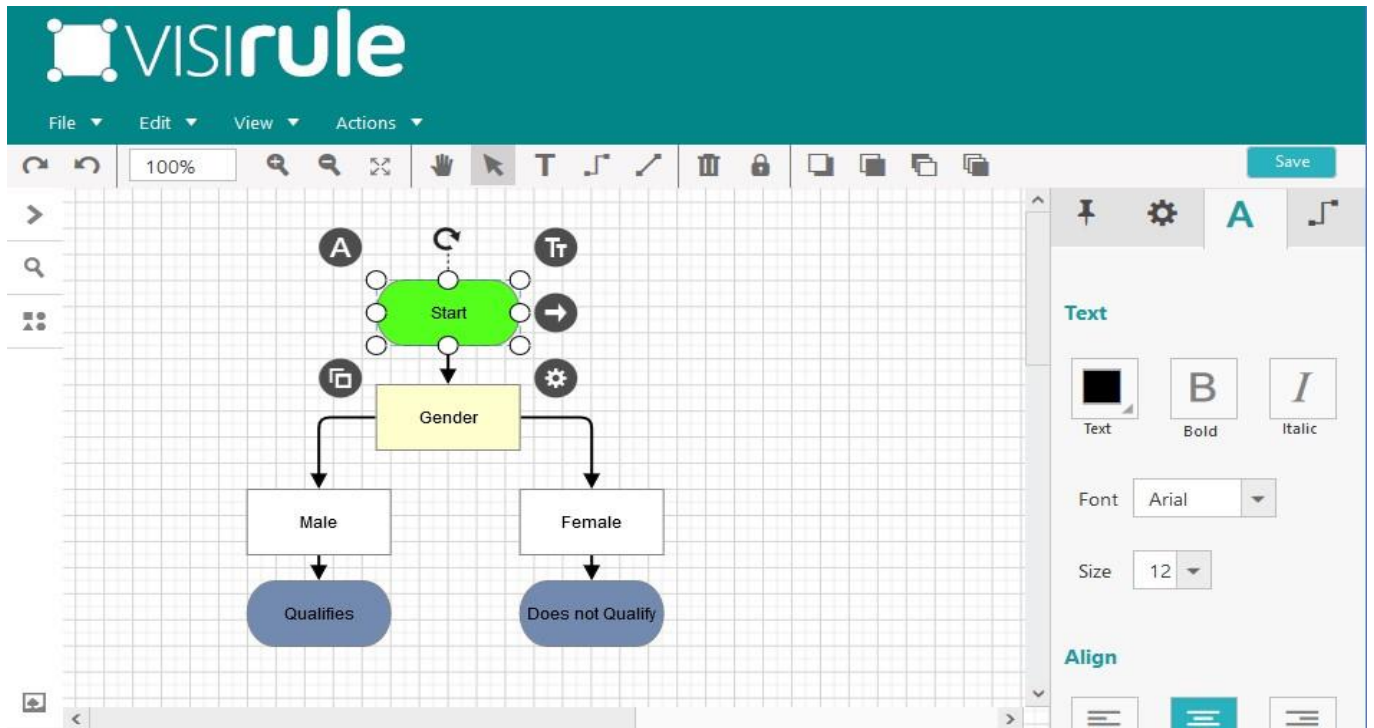 VISIrule
File Edit View Actions
100% T Save
A
A Tт
Start
Text
Gender
B I
Text Bold Italic
Font Arial
Male Female
Size 12
Qualifies Does not Qualify
Align